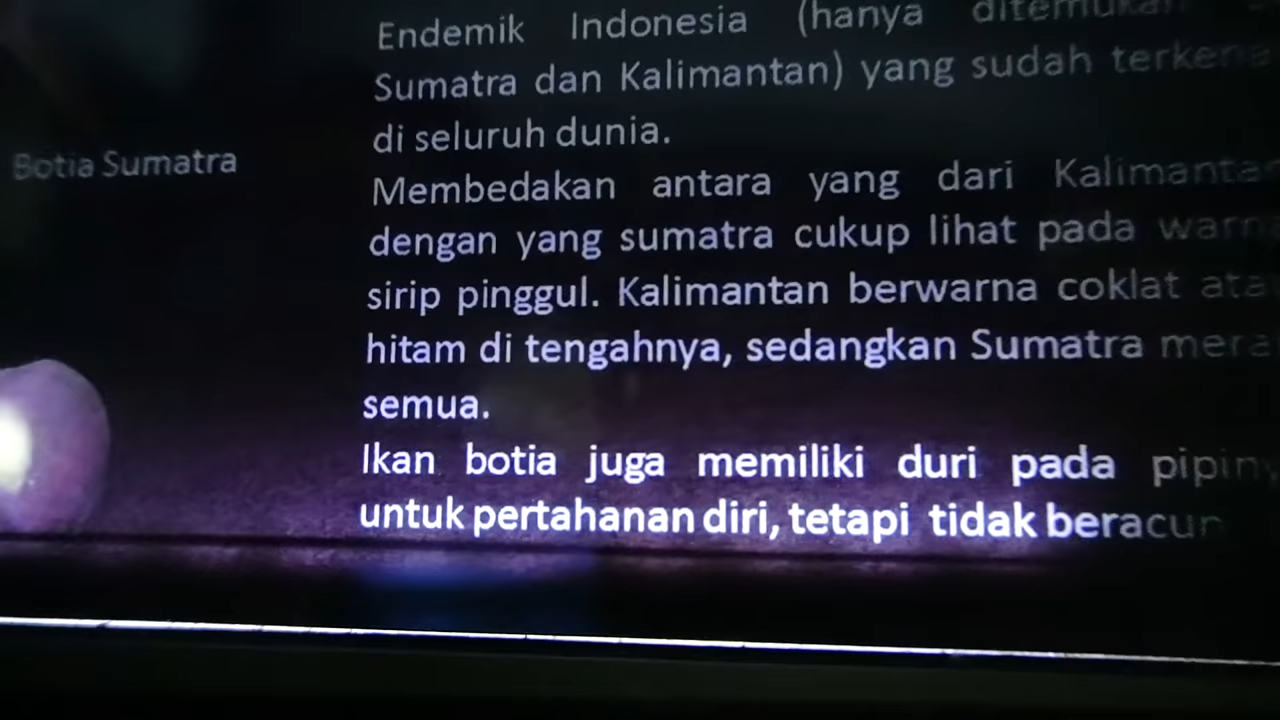 Endemik Indonesia (hanya ditemukan
Sumatra dan Kalimantan) yang sudah
di seluruh dunia.
Botia Sumatra
Membedakan antara yang dari
dengan yang sumatra cukup lihat pada
sirip pinggul. Kalimantan berwarna coklat
hitam di tengahnya, sedangkan Sumatra
semua.
Ikan botia juga memiliki duri pada
untuk pertahanan diri, tetapi tidak beracun